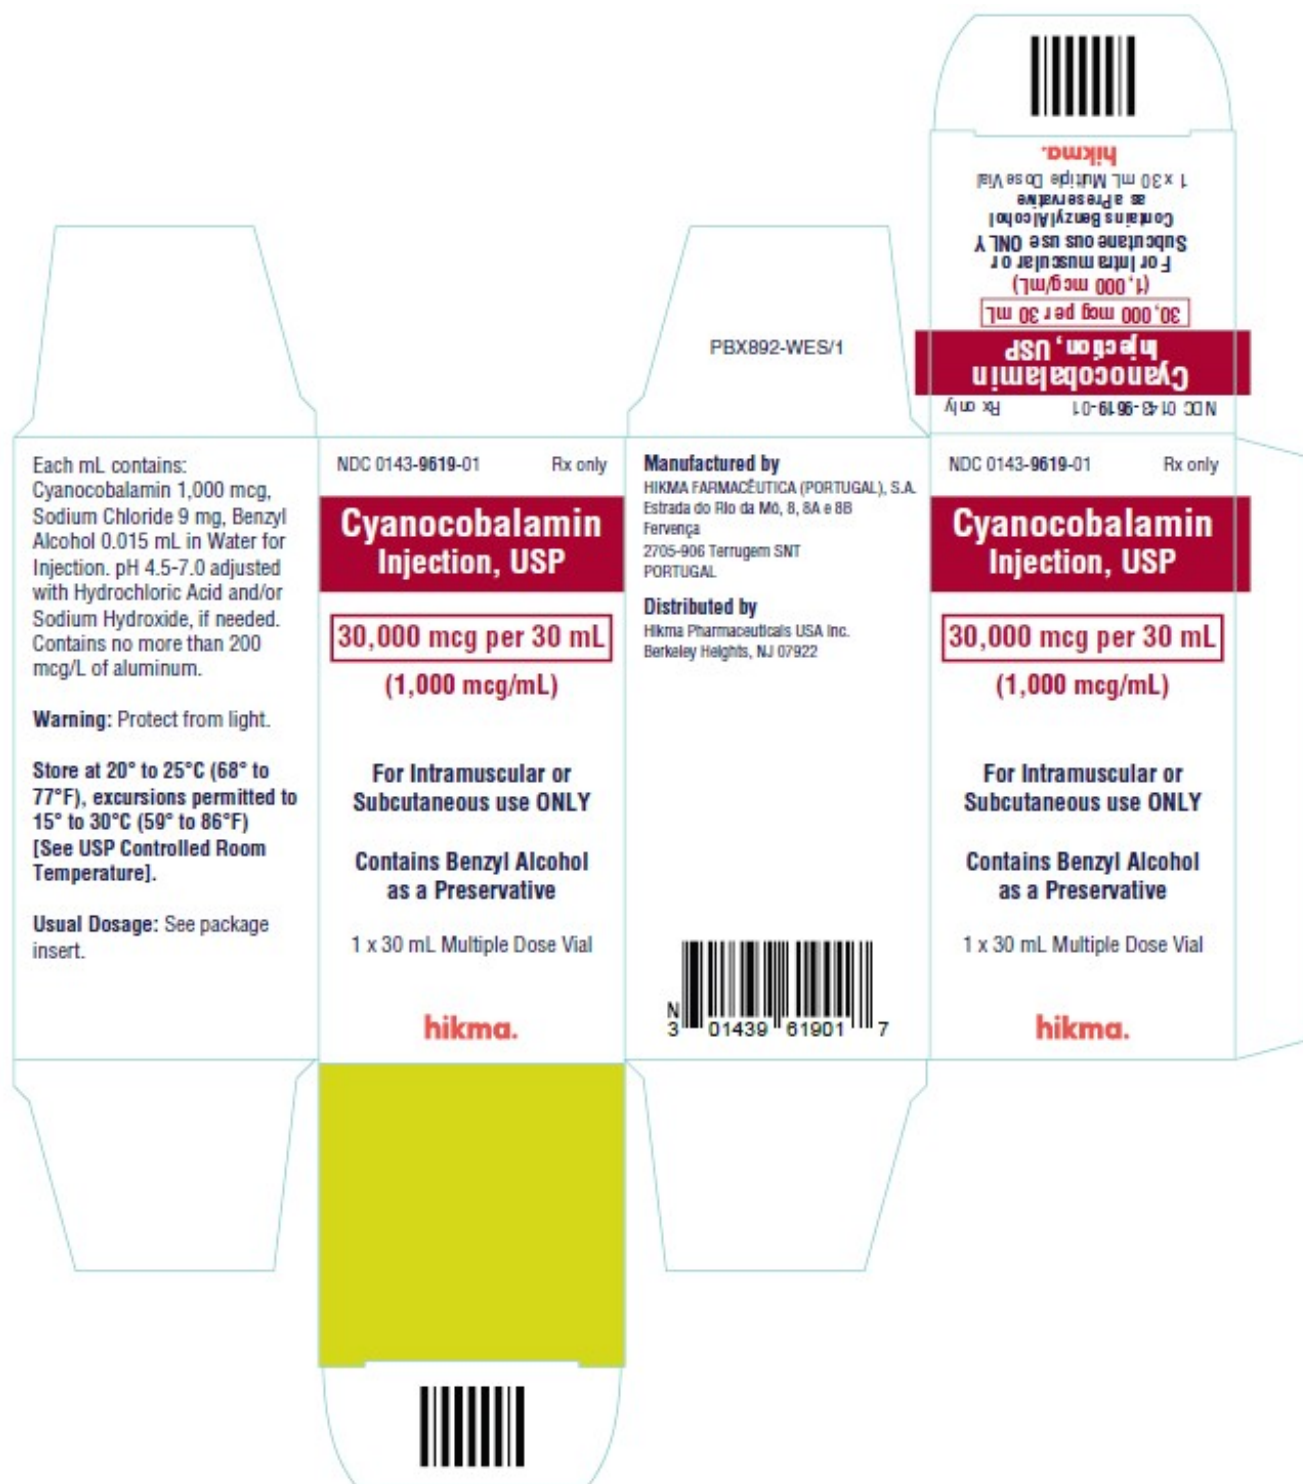 hikma.
1 x 30 mL Multiple Dose Vial
as a Preservative
Contains Benzyl Alcohol
Subcutaneous use ONLY
For Intramuscular or
(1,000 mcg/mL)
30,000 mcg per 30 mL
Injection, USP
Cyanocobalamin
NDC 0143-9619-01 Rx only
PBX892-WES/1
Each mL contains:
Cyanocobalamin 1,000 mcg,
Sodium Chloride 9 mg, Benzyl
Alcohol 0.015 mL in Water for
Injection. pH 4.5-7.0 adjusted
with Hydrochloric Acid and/or
Sodium Hydroxide, if needed.
Contains no more than 200
mcg/L of aluminum.
Warning: Protect from light.
Store at 20° to 25°C (68° to
77°F), excursions permitted to
15° to 30°C (59° to 86°F)
[See USP Controlled Room
Temperature].
Usual Dosage: See package
insert.
NDC 0143-9619-01 Rx only
Cyanocobalamin
Injection, USP
30,000 mcg per 30 mL
(1,000 mcg/mL)
For Intramuscular or
Subcutaneous use ONLY
Contains Benzyl Alcohol
as a Preservative
1 x 30 mL Multiple Dose Vial
hikma.
Manufactured by
HIKMA FARMACÊUTICA (PORTUGAL), S.A.
Estrada do Rio da Mó, 8, 8A e 8B
Fervença
2705-906 Terrugem SNT
PORTUGAL
Distributed by
Hikma Pharmaceuticals USA Inc.
Berkeley Heights, NJ 07922
N
3 01439 61901 7
NDC 0143-9619-01 Rx only
Cyanocobalamin
Injection, USP
30,000 mcg per 30 mL
(1,000 mcg/mL)
For Intramuscular or
Subcutaneous use ONLY
Contains Benzyl Alcohol
as a Preservative
1 x 30 mL Multiple Dose Vial
hikma.